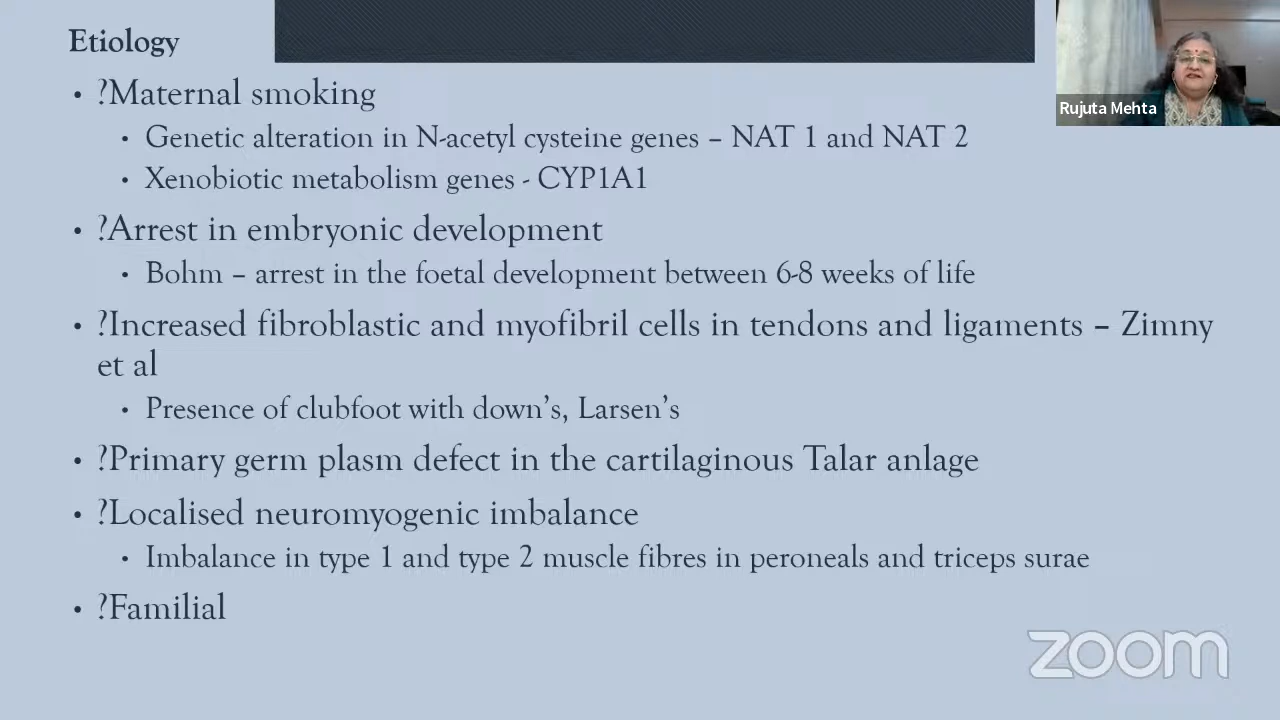 Etiology
Rujuta Mehta
• ?Maternal smoking
• Genetic alteration in N-acetyl cysteine genes – NAT 1 and NAT 2
• Xenobiotic metabolism genes - CYP1A1
• ?Arrest in embryonic development
• Bohm – arrest in the foetal development between 6-8 weeks of life
• ?Increased fibroblastic and myofibril cells in tendons and ligaments – Zimny
et al
• Presence of clubfoot with down's, Larsen's
• ?Primary germ plasm defect in the cartilaginous Talar anlage
• ?Localised neuromyogenic imbalance
• Imbalance in type 1 and type 2 muscle fibres in peroneals and triceps surae
• ?Familial
zoom